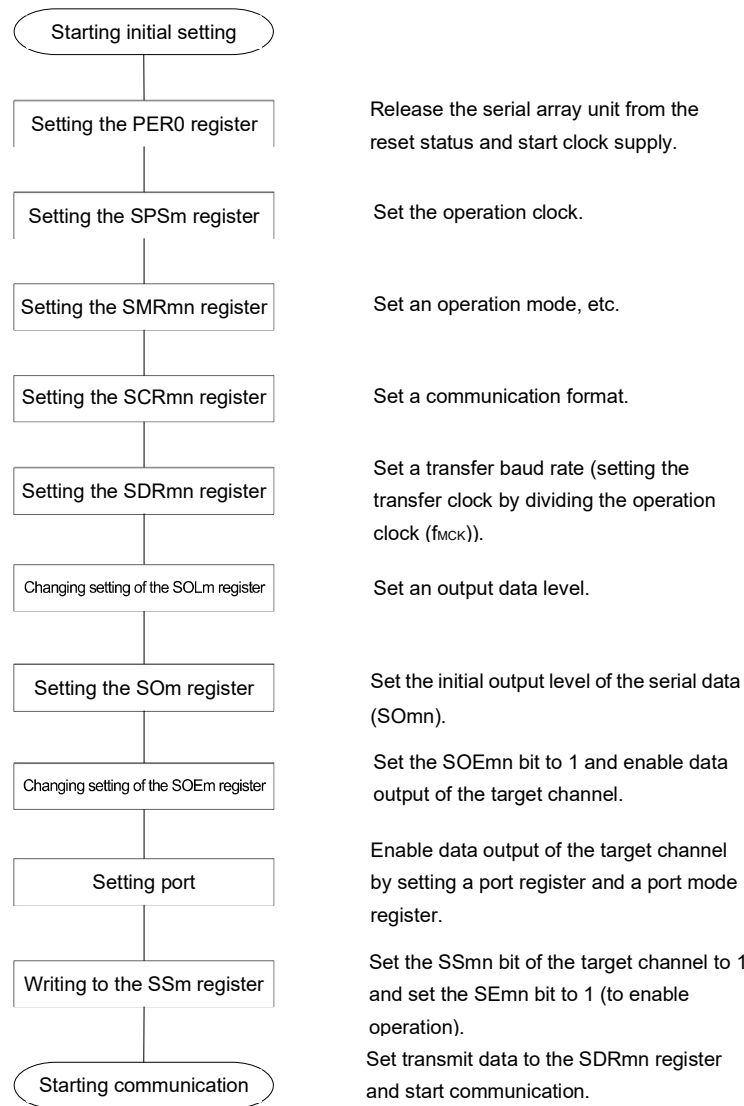 Starting initial setting
Setting the PER0 register
Release the serial array unit from the
reset status and start clock supply.
Setting the SPSm register
Set the operation clock.
Setting the SMRmn register
Set an operation mode, etc.
Setting the SCRmn register
Set a communication format.
Setting the SDRmn register
Set a transfer baud rate (setting the
transfer clock by dividing the operation
clock (fMCK)).
Changing setting of the SOLm register
Set an output data level.
Setting the SOm register
Set the initial output level of the serial data
(SOmn).
Changing setting of the SOEm register
Set the SOEmn bit to 1 and enable data
output of the target channel.
Setting port
Enable data output of the target channel
by setting a port register and a port mode
register.
Writing to the SSm register
Set the SSmn bit of the target channel to 1
and set the SEmn bit to 1 (to enable
operation).
Starting communication
Set transmit data to the SDRmn register
and start communication.